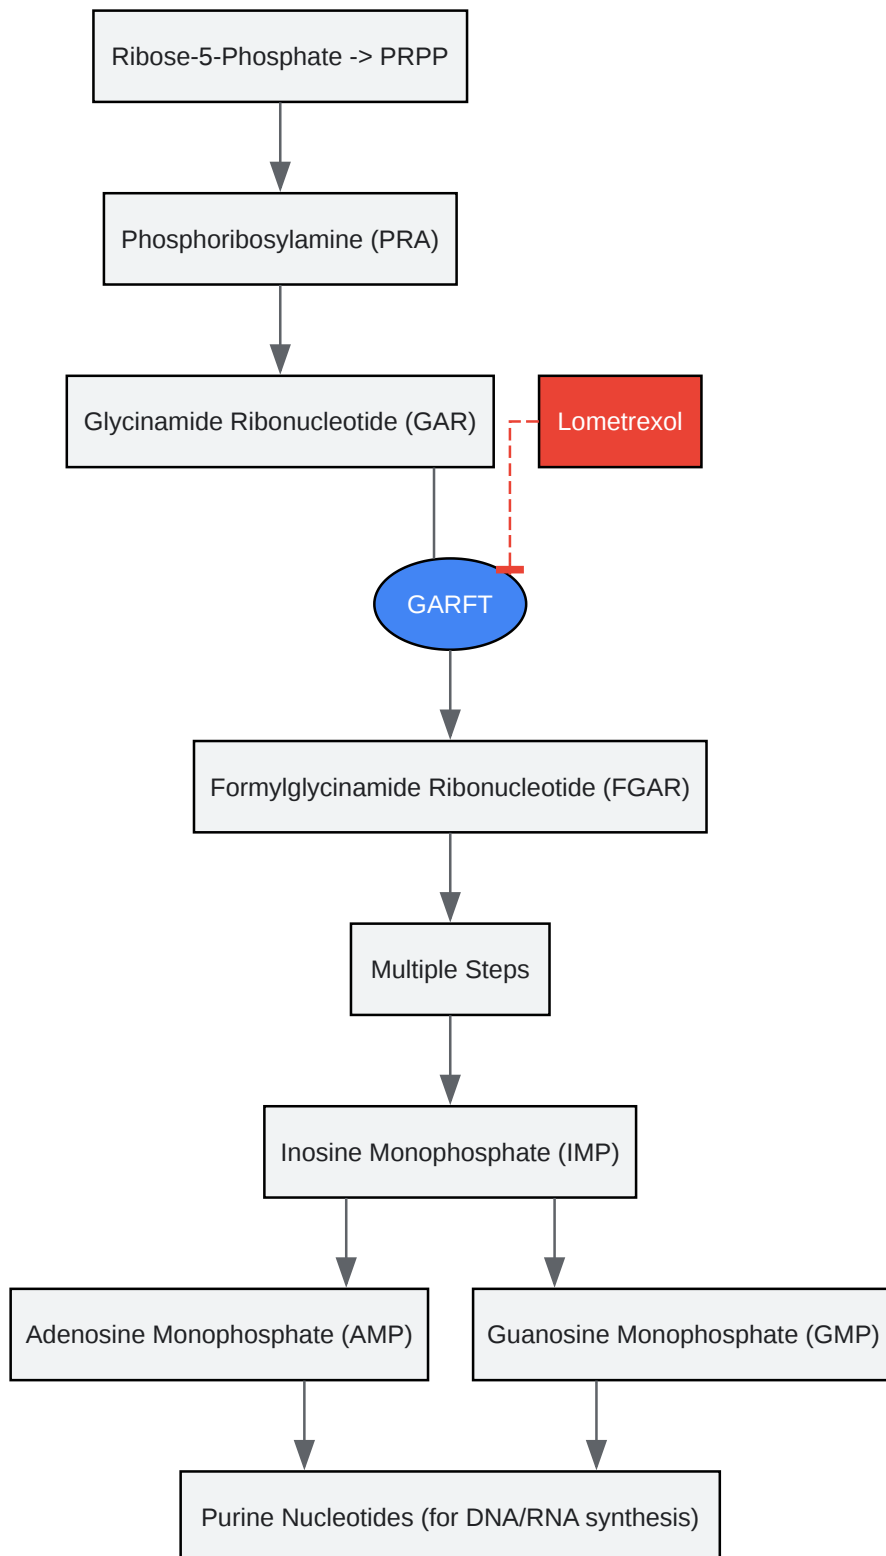 Ribose-5-Phosphate -> PRPP
Phosphoribosylamine (PRA)
Glycinamide Ribonucleotide (GAR)
Lometrexol
GARFT
Formylglycinamide Ribonucleotide (FGAR)
Multiple Steps
Inosine Monophosphate (IMP)
Adenosine Monophosphate (AMP)
Guanosine Monophosphate (GMP)
Purine Nucleotides (for DNA/RNA synthesis)